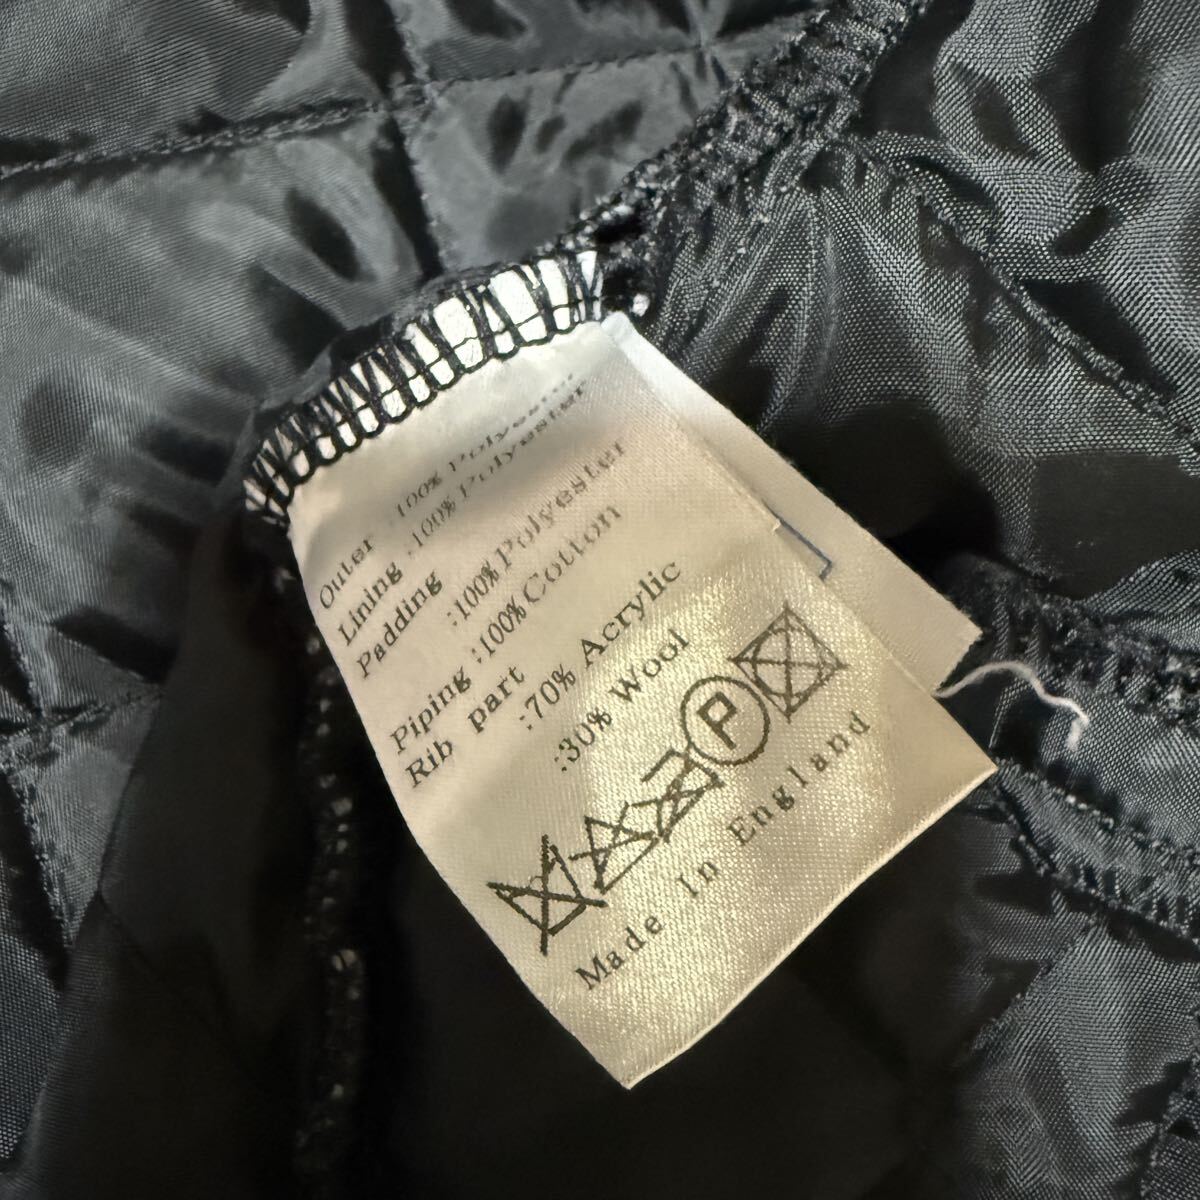 Outer :100% Polyester
Lining :100% Polyester
Padding
:100% Polyester
Piping :100% Cotton
Rib part
:70% Acrylic
:30% Wool
P
Made In England